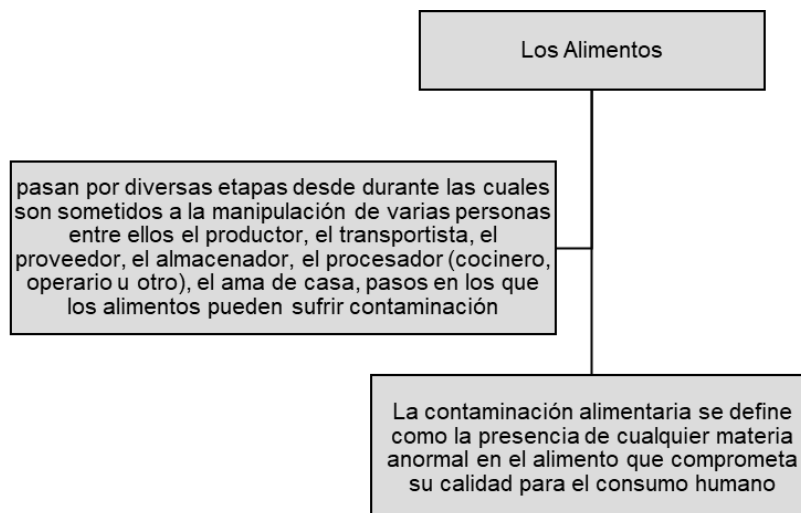 Los Alimentos
pasan por diversas etapas desde durante las cuales
son sometidos a la manipulación de varias personas
entre ellos el productor, el transportista, el
proveedor, el almacenador, el procesador (cocinero,
operario u otro), el ama de casa, pasos en los que
los alimentos pueden sufrir contaminación
La contaminación alimentaria se define
como la presencia de cualquier materia
anormal en el alimento que comprometa
su calidad para el consumo humano